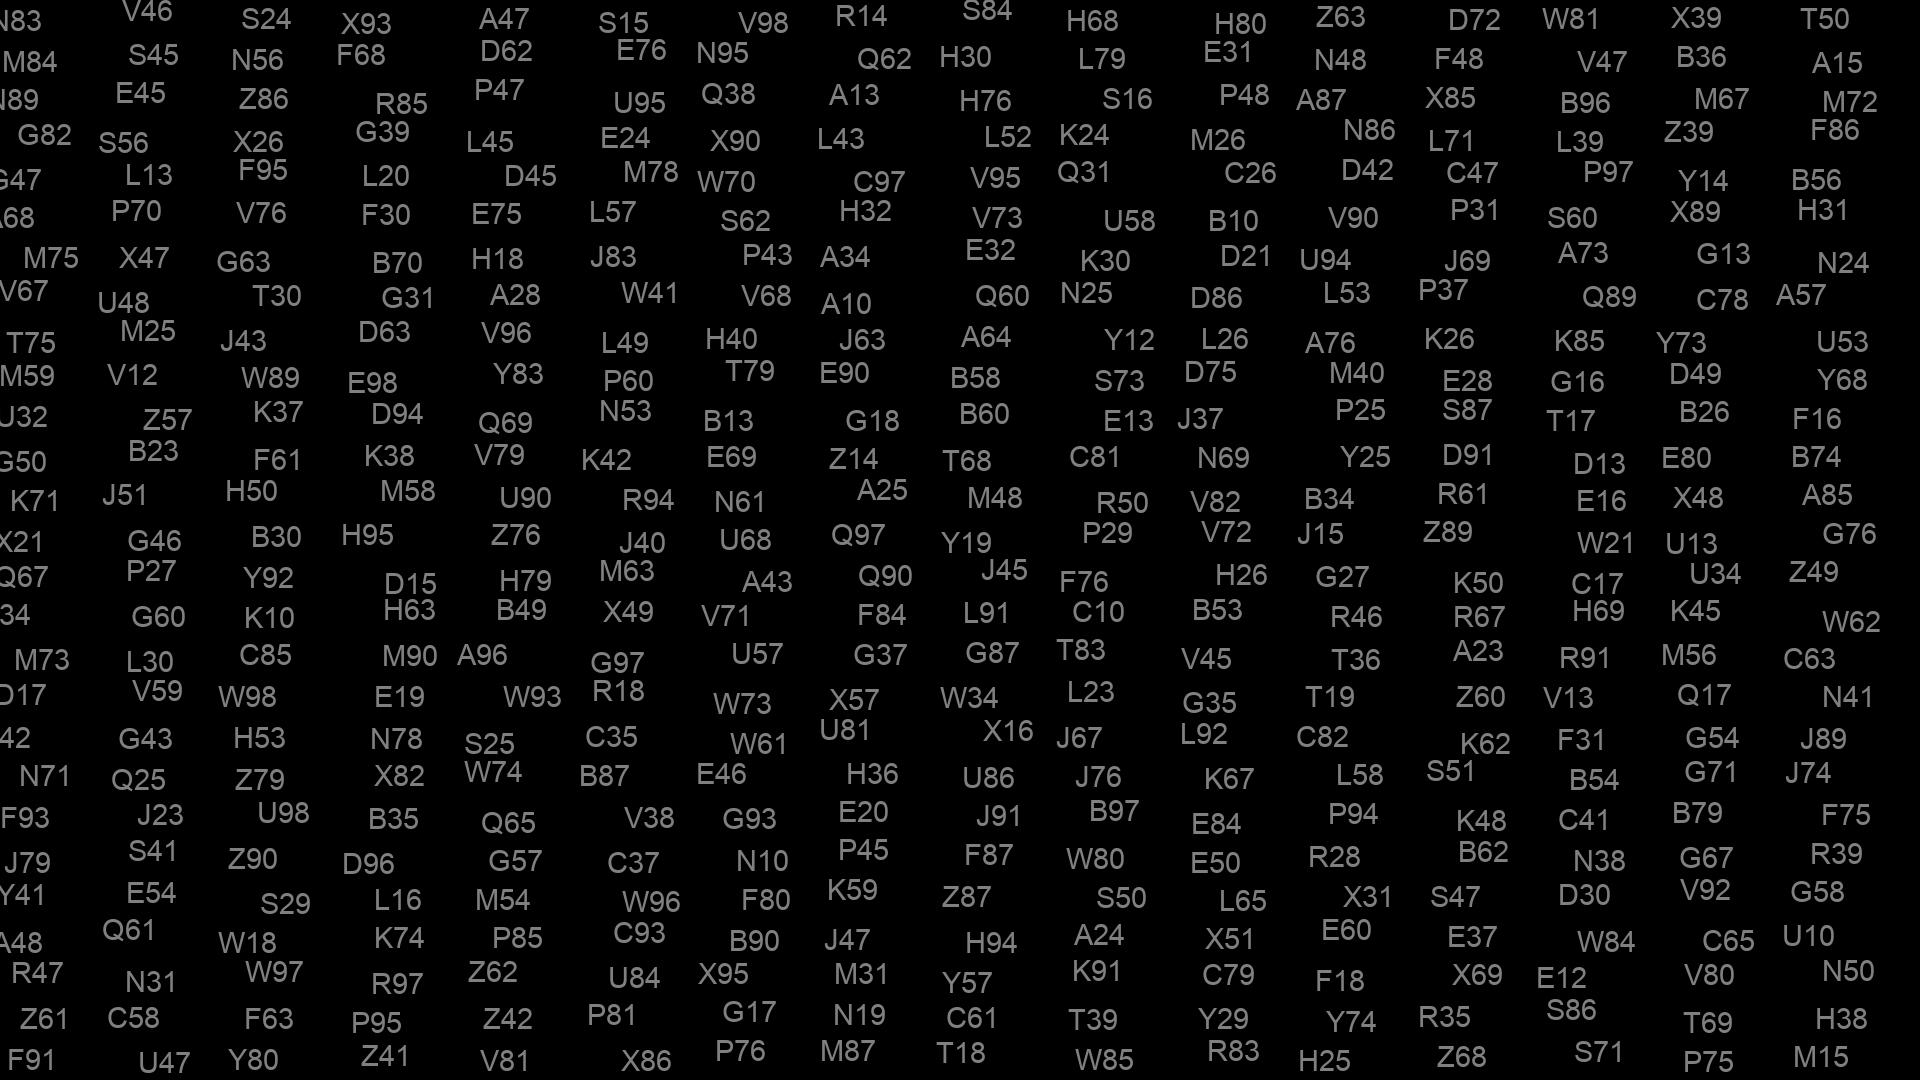 N83 V46 S24 X93 A47 S15 V98 R14 S84 H68 H80 Z63 D72 W81 X39 T50
M84 S45 N56 F68 D62 E76 N95 Q62 H30 L79 E31 N48 F48 V47 B36 A15
E45 Z86 R85 P47 U95 Q38 A13 H76 S16 P48 A87 X85 B96 M67 M72
G82 S56 X26 G39 L45 E24 X90 L43 L52 K24 M26 N86 L71 L39 Z39 F86
G47 L13 F95 L20 D45 M78 W70 C97 V95 Q31 C26 D42 C47 P97 Y14 B56
A68 P70 V76 F30 E75 L57 S62 H32 V73 U58 B10 V90 P31 S60 X89 H31
M75 X47 G63 B70 H18 J83 P43 A34 E32 K30 D21 U94 J69 A73 G13 N24
V67 U48 T30 G31 A28 W41 V68 A10 Q60 N25 D86 L53 P37 Q89 C78 A57
T75 M25 J43 D63 V96 L49 H40 J63 A64 Y12 L26 A76 K26 K85 Y73 U53
M59 V12 W89 E98 Y83 P60 T79 E90 B58 S73 D75 M40 E28 G16 D49 Y68
U32 Z57 K37 D94 Q69 N53 B13 G18 B60 E13 J37 P25 S87 T17 B26 F16
G50 B23 F61 K38 V79 K42 E69 Z14 T68 C81 N69 Y25 D91 D13 E80 B74
K71 J51 H50 M58 U90 R94 N61 A25 M48 R50 V82 B34 R61 E16 X48 A85
X21 G46 B30 H95 Z76 J40 U68 Q97 Y19 P29 V72 J15 Z89 W21 U13 G76
Q67 P27 Y92 D15 H79 M63 A43 Q90 J45 F76 H26 G27 K50 C17 U34 Z49
34 G60 K10 H63 B49 X49 V71 F84 L91 C10 B53 R46 R67 H69 K45 W62
M73 L30 C85 M90 A96 G97 U57 G37 G87 T83 V45 T36 A23 R91 M56 C63
D17 V59 W98 E19 W93 R18 W73 X57 W34 L23 G35 T19 Z60 V13 Q17 N41
42 G43 H53 N78 S25 C35 W61 U81 X16 J67 L92 C82 K62 F31 G54 J89
N71 Q25 Z79 X82 W74 B87 E46 H36 U86 J76 K67 L58 S51 B54 G71 J74
F93 J23 U98 B35 Q65 V38 G93 E20 J91 B97 E84 P94 K48 C41 B79 F75
J79 S41 Z90 D96 G57 C37 N10 P45 F87 W80 E50 R28 B62 N38 G67 R39
Y41 E54 S29 L16 M54 W96 F80 K59 Z87 S50 L65 X31 S47 D30 V92 G58
A48 Q61 W18 K74 P85 C93 B90 J47 H94 A24 X51 E60 E37 W84 C65 U10
R47 N31 W97 R97 Z62 U84 X95 M31 Y57 K91 C79 F18 X69 E12 V80 N50
Z61 C58 F63 P95 Z42 P81 G17 N19 C61 T39 Y29 Y74 R35 S86 T69 H38
F91 U47 Y80 Z41 V81 X86 P76 M87 T18 W85 R83 H25 Z68 S71 P75 M15